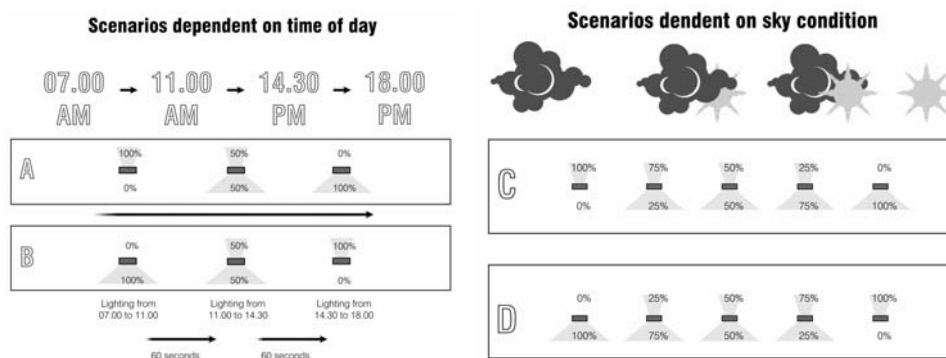 Scenarios dependent on time of day
07.00 11.00 14.30 18.00
AM AM PM PM
A
100% 50% 0%
0% 50% 100%
B
0% 50% 100%
100% 50% 0%
Lighting from Lighting from Lighting from
07.00 to 11.00 11.00 to 14.30 14.30 to 18.00
60 seconds 60 seconds
Scenarios dendent on sky condition
C
100% 75% 50% 25% 0%
0% 25% 50% 75% 100%
D
0% 25% 50% 75% 100%
100% 75% 50% 25% 0%